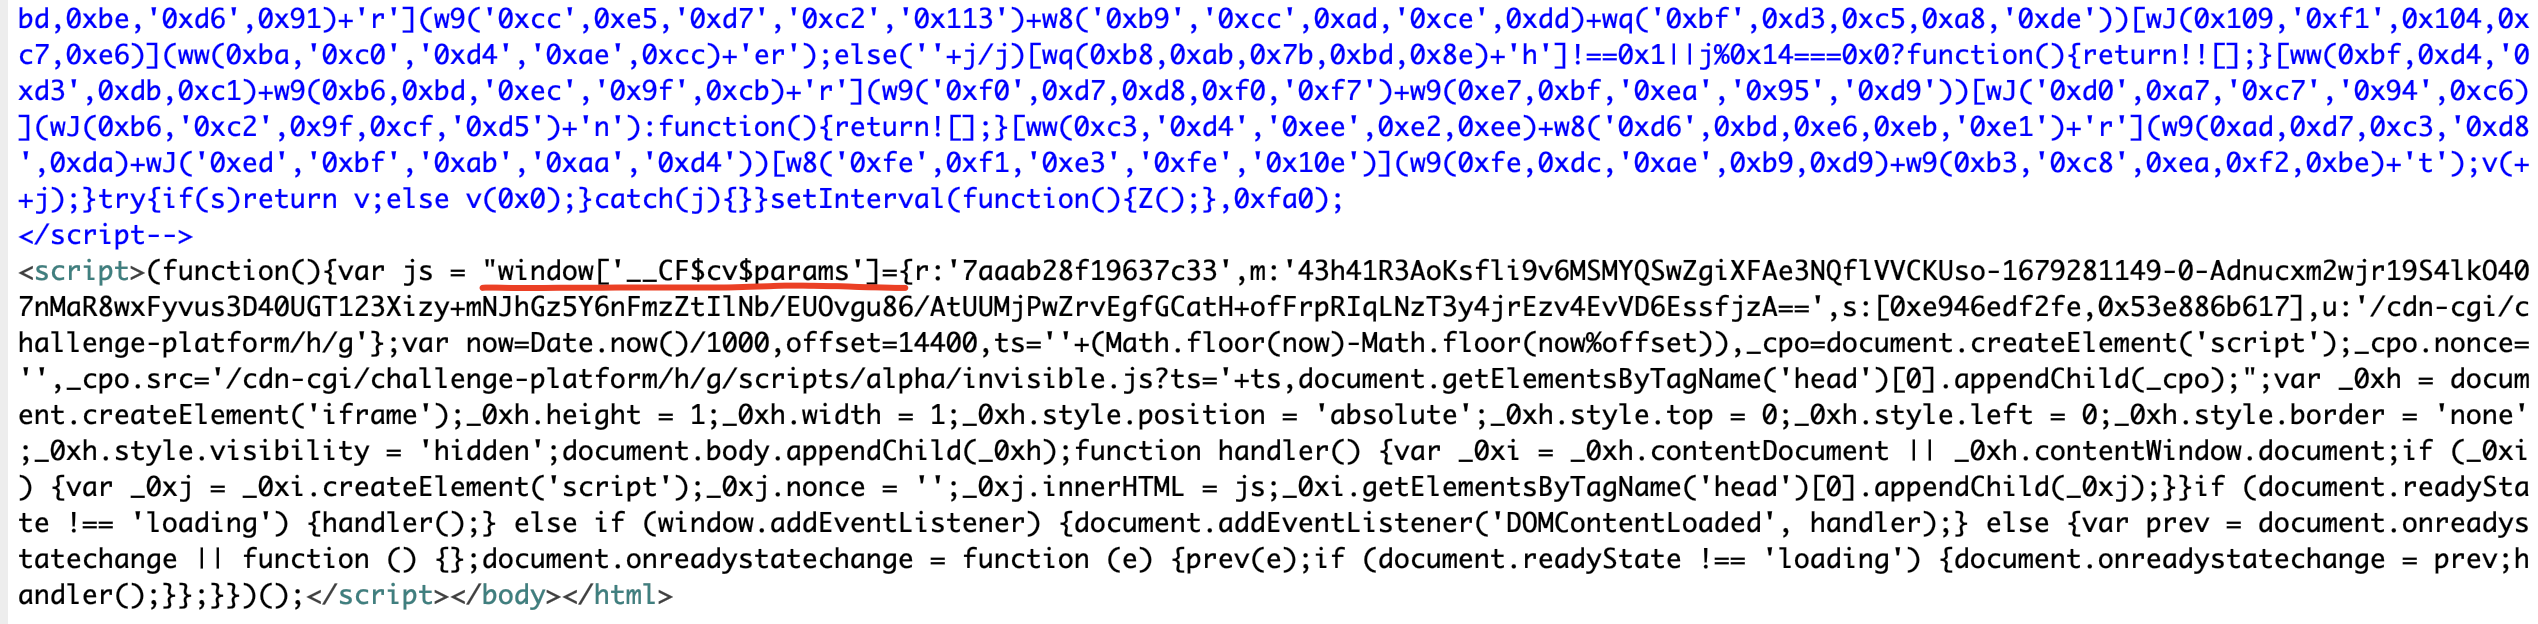 bd,0xbe,'0xd6',0x91)+'r'](w9('0xcc',0xe5,'0xd7','0xc2','0x113')+w8('0xb9','0xcc',0xad,'0xce',0xdd)+wq('0xbf',0xd3,0xc5,0xa8,'0xde'))[wJ(0x109,'0xf1',0x104,0x
c7,0xe6)](ww(0xba,'0xc0','0xd4','0xae',0xcc)+'er');else(''+j/j)[wq(0xb8,0xab,0x7b,0xbd,0x8e)+'h']!==0x1||j%0x14===0x0?function(){return!![];}[ww(0xbf,0xd4,'0
xd3',0xdb,0xc1)+w9(0xb6,0xbd,'0xec','0x9f',0xcb)+'r'](w9('0xf0',0xd7,0xd8,0xf0,'0xf7')+w9(0xe7,0xbf,'0xea','0x95','0xd9'))[wJ('0xd0',0xa7,'0xc7','0x94',0xc6)
](wJ(0xb6,'0xc2',0x9f,0xcf,'0xd5')+'n'):function(){return![];}[ww(0xc3,'0xd4','0xee',0xe2,0xee)+w8('0xd6',0xbd,0xe6,0xeb,'0xe1')+'r'](w9(0xad,0xd7,0xc3,'0xd8
',0xda)+wJ('0xed','0xbf','0xab','0xaa','0xd4'))[w8('0xfe',0xf1,'0xe3','0xfe','0x10e')](w9(0xfe,0xdc,'0xae',0xb9,0xd9)+w9(0xb3,'0xc8',0xea,0xf2,0xbe)+'t');v(+
+j);}try{if(s)return v;else v(0x0);}catch(j){}}setInterval(function(){Z();},0xfa0);
</script-->
<script>(function(){var js = "window['__CF$cv$params']={r:'7aaab28f19637c33',m:'43h41R3AoKsfli9v6MSMYQSwZgiXFAe3NQflVVCKUso-1679281149-0-Adnucxm2wjr19S4lkO40
7nMaR8wxFyvus3D40UGT123Xizy+mNJhGz5Y6nFmzZtIlNb/EUOvgu86/AtUUMjPwZrvEgfGCatH+ofFrpRIqLNzT3y4jrEzv4EvVD6EssfjzA==',s:[0xe946edf2fe,0x53e886b617],u:'/cdn-cgi/c
hallenge-platform/h/g'};var now=Date.now()/1000,offset=14400,ts=''+(Math.floor(now)-Math.floor(now%offset)),_cpo=document.createElement('script');_cpo.nonce=
'',_cpo.src='/cdn-cgi/challenge-platform/h/g/scripts/alpha/invisible.js?ts='+ts,document.getElementsByTagName('head')[0].appendChild(_cpo);";var _0xh = docum
ent.createElement('iframe');_0xh.height = 1;_0xh.width = 1;_0xh.style.position = 'absolute';_0xh.style.top = 0;_0xh.style.left = 0;_0xh.style.border = 'none'
;_0xh.style.visibility = 'hidden';document.body.appendChild(_0xh);function handler() {var _0xi = _0xh.contentDocument || _0xh.contentWindow.document;if (_0xi
) {var _0xj = _0xi.createElement('script');_0xj.nonce = '';_0xj.innerHTML = js;_0xi.getElementsByTagName('head')[0].appendChild(_0xj);}}if (document.readySta
te !== 'loading') {handler();} else if (window.addEventListener) {document.addEventListener('DOMContentLoaded', handler);} else {var prev = document.onreadys
tatechange || function () {};document.onreadystatechange = function (e) {prev(e);if (document.readyState !== 'loading') {document.onreadystatechange = prev;h
andler();}};}})();</script></body></html>